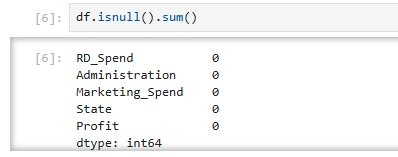 [6]: df.isnull().sum()
[6]: RD_Spend 0
Administration 0
Marketing_Spend 0
State 0
Profit 0
dtype: int64